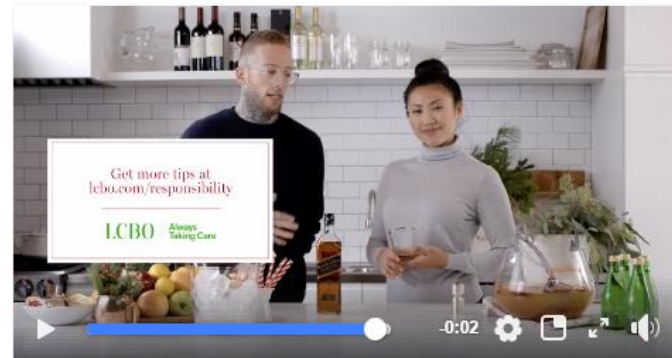 Get more tips at
lcbo.com/responsibility
LCBO
Always
Taking Care
-0:02